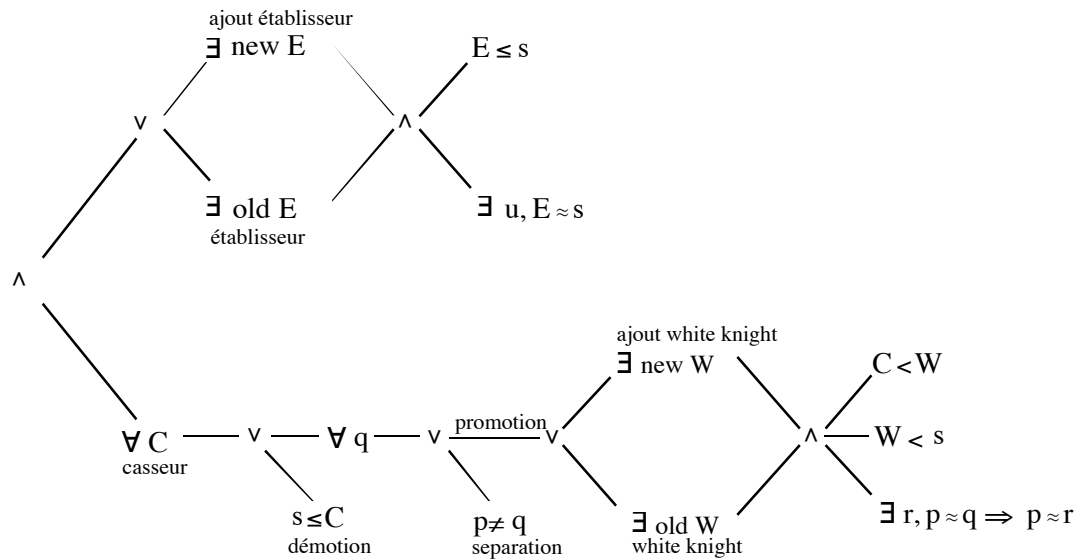 ajout établisseur
∃ new E
E ≤ s
∨
∧
∃ old E
établisseur
∃ u, E ≈ s
∧
ajout white knight
∃ new W
C < W
∀ C
casseur
∨
∀ q
∨
promotion
∨
∧
W < s
s ≤ C
démotion
p ≠ q
separation
∃ old W
white knight
∃ r, p ≈ q ⇒ p ≈ r